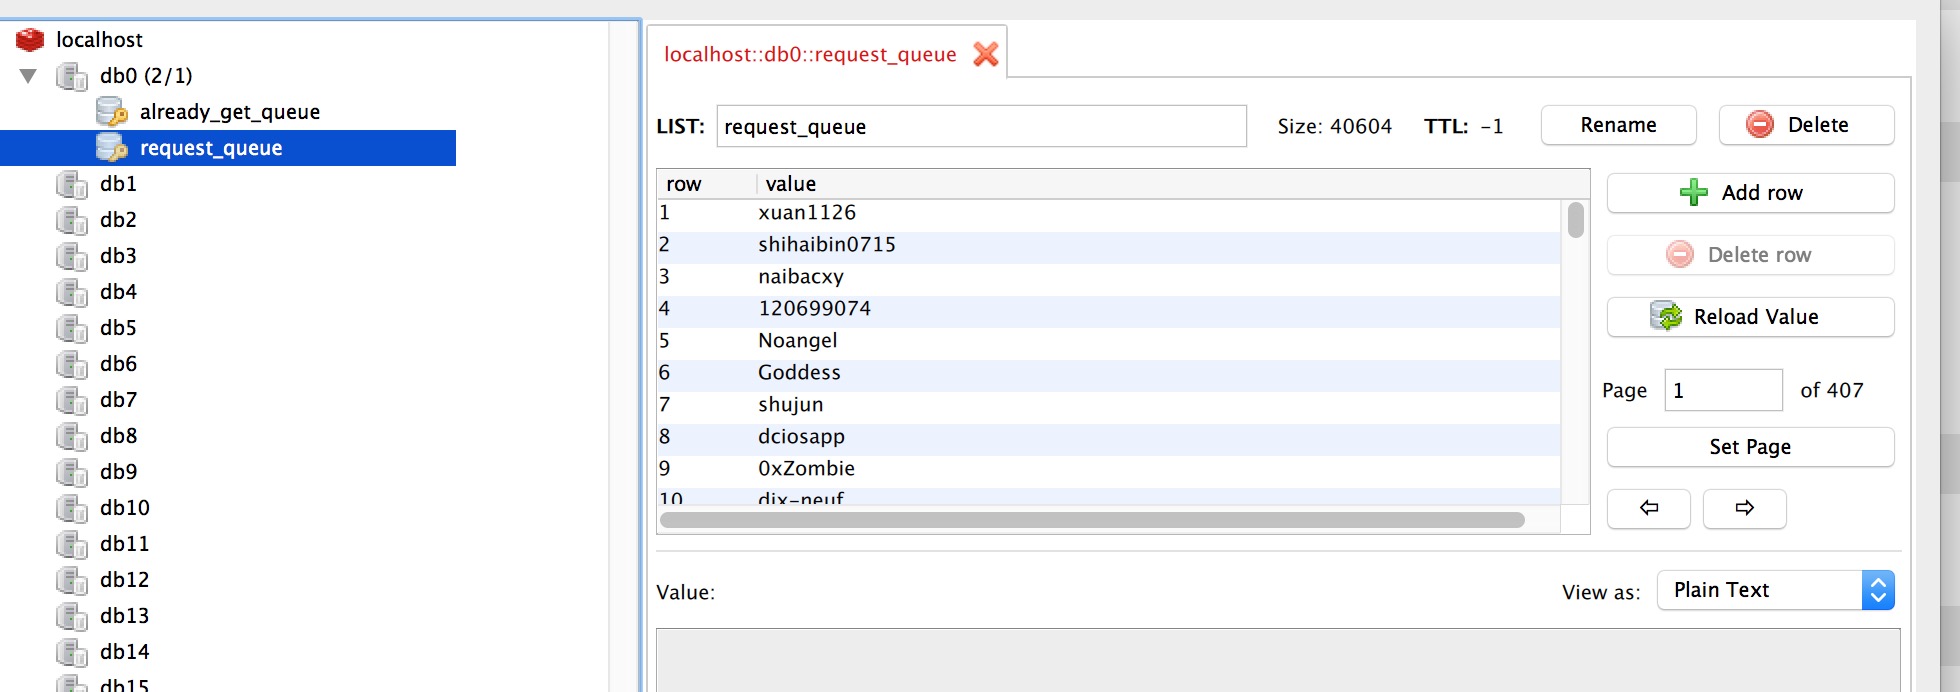 localhost
db0 (2/1)
already_get_queue
request_queue
db1
db2
db3
db4
db5
db6
db7
db8
db9
db10
db11
db12
db13
db14
db15
localhost::db0::request_queue
LIST: request_queue Size: 40604 TTL: -1 Rename Delete
row value
1 xuan1126
2 shihaibin0715
3 naibacxy
4 120699074
5 Noangel
6 Goddess
7 shujun
8 dciosapp
9 0xZombie
10 dix-neuf
Add row
Delete row
Reload Value
Page 1 of 407
Set Page
Value: View as: Plain Text